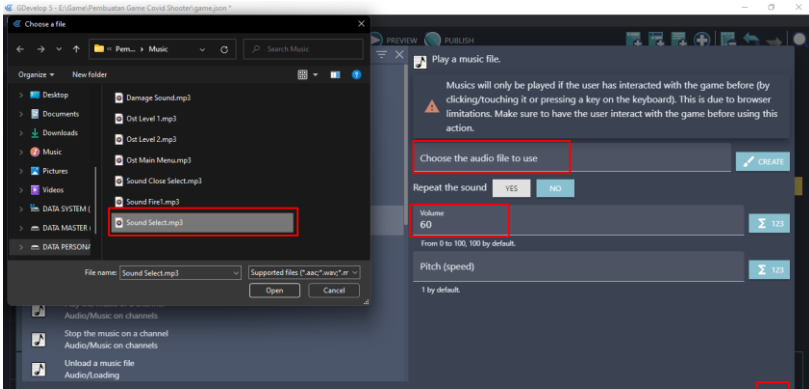 GDevelop 5 - E:\Game\Pembuatan Game Covid Shooter\game.json *
Choose a file
« Pem... › Music
Search Music
Organize
New folder
Desktop
Documents
Downloads
Music
Pictures
Videos
DATA SYSTEM (
DATA MASTER (
DATA PERSONA
Damage Sound.mp3
Ost Level 1.mp3
Ost Level 2.mp3
Ost Main Menu.mp3
Sound Close Select.mp3
Sound Fire1.mp3
Sound Select.mp3
File name: Sound Select.mp3
Supported files (*.aac;*.wav;*.m
Open
Cancel
Audio/Music on channels
Stop the music on a channel
Audio/Music on channels
Unload a music file
Audio/Loading
PREVIEW
PUBLISH
Play a music file.
Musics will only be played if the user has interacted with the game before (by
clicking/touching it or pressing a key on the keyboard). This is due to browser
limitations. Make sure to have the user interact with the game before using this
action.
Choose the audio file to use
CREATE
Repeat the sound YES NO
Volume
60
Σ 123
From 0 to 100, 100 by default.
Pitch (speed)
Σ 123
1 by default.